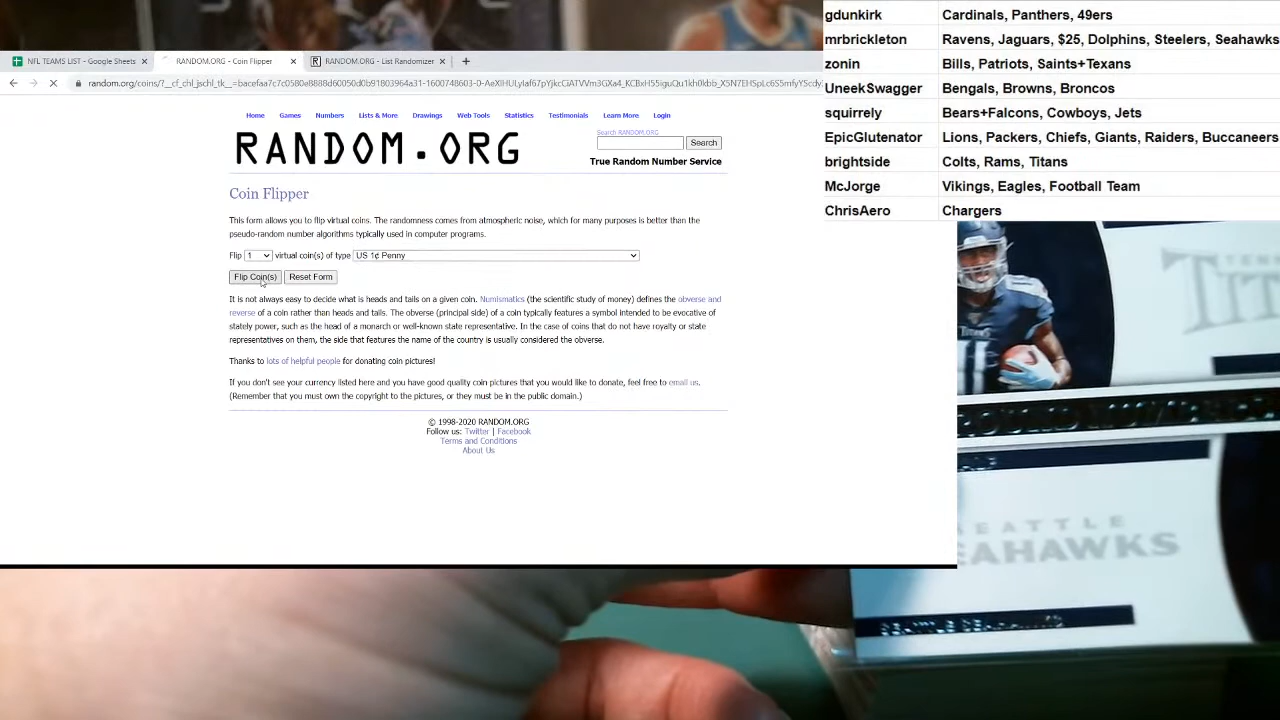 gdunkirk Cardinals, Panthers, 49ers
mrbrickleton Ravens, Jaguars, $25, Dolphins, Steelers, Seahawks
zonin Bills, Patriots, Saints+Texans
UneekSwagger Bengals, Browns, Broncos
squirrely Bears+Falcons, Cowboys, Jets
EpicGlutenator Lions, Packers, Chiefs, Giants, Raiders, Buccaneers
brightside Colts, Rams, Titans
McJorge Vikings, Eagles, Football Team
ChrisAero Chargers
NFL TEAMS LIST - Google Sheets
RANDOM.ORG - Coin Flipper
RANDOM.ORG - List Randomizer
Home Games Numbers Lists & More Drawings Web Tools Statistics Testimonials Learn More Login
RANDOM.ORG
Search RANDOM.ORG
Search
True Random Number Service
Coin Flipper
This form allows you to flip virtual coins. The randomness comes from atmospheric noise, which for many purposes is better than the
pseudo-random number algorithms typically used in computer programs.
Flip 1 virtual coin(s) of type US 1¢ Penny
Flip Coin(s) Reset Form
It is not always easy to decide what is heads and tails on a given coin. Numismatics (the scientific study of money) defines the obverse and
reverse of a coin rather than heads and tails. The obverse (principal side) of a coin typically features a symbol intended to be evocative of
stately power, such as the head of a monarch or well-known state representative. In the case of coins that do not have royalty or state
representatives on them, the side that features the name of the country is usually considered the obverse.
Thanks to lots of helpful people for donating coin pictures!
If you don't see your currency listed here and you have good quality coin pictures that you would like to donate, feel free to email us.
(Remember that you must own the copyright to the pictures, or they must be in the public domain.)
© 1998-2020 RANDOM.ORG
Follow us: Twitter | Facebook
Terms and Conditions
About Us
SEATTLE
SEAHAWKS